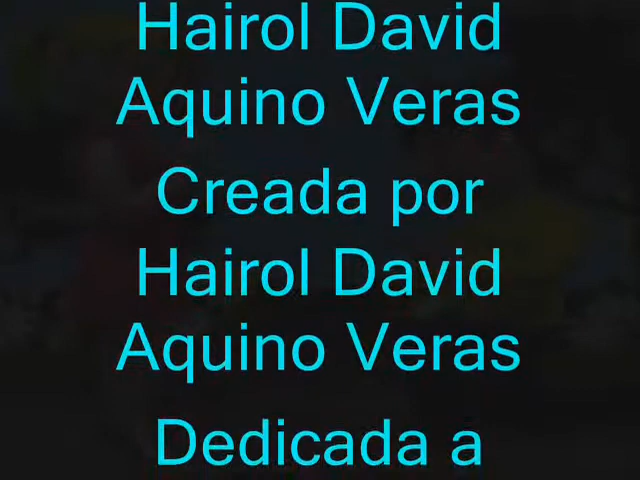 Hairol David
Aquino Veras
Creada por
Hairol David
Aquino Veras
Dedicada a